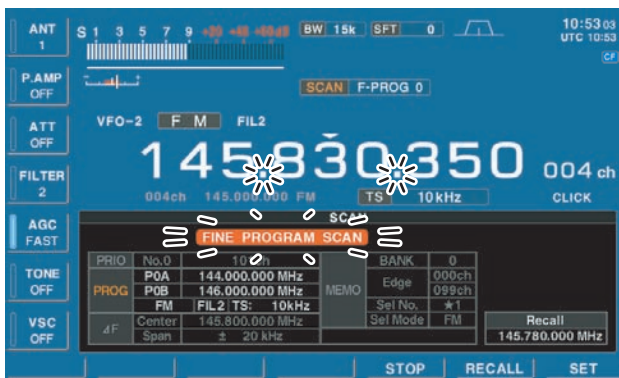 ANT
1
S 1 3 5 7 9 +20 +40 +60dB BW 15k SFT 0
10:53 03
UTC 10:53
CF
P.AMP
OFF
SCAN F-PROG 0
ATT
OFF
VFO-2 FM FIL2
145.830.350 004 ch
FILTER
2
004ch 145.000.000 FM TS 10kHz CLICK
AGC
FAST
SCAN
FINE PROGRAM SCAN
PRIO No.0 BANK 0
PROG P0A 144.000.000 MHz MEMO Edge 000ch
P0B 146.000.000 MHz 099ch
FM FIL2 TS: 10kHz Sel No. ★1
ΔF Center 145.800.000 MHz Sel Mode FM
Span ± 20 kHz
TONE
OFF
VSC
OFF
Recall
145.780.000 MHz
STOP RECALL SET